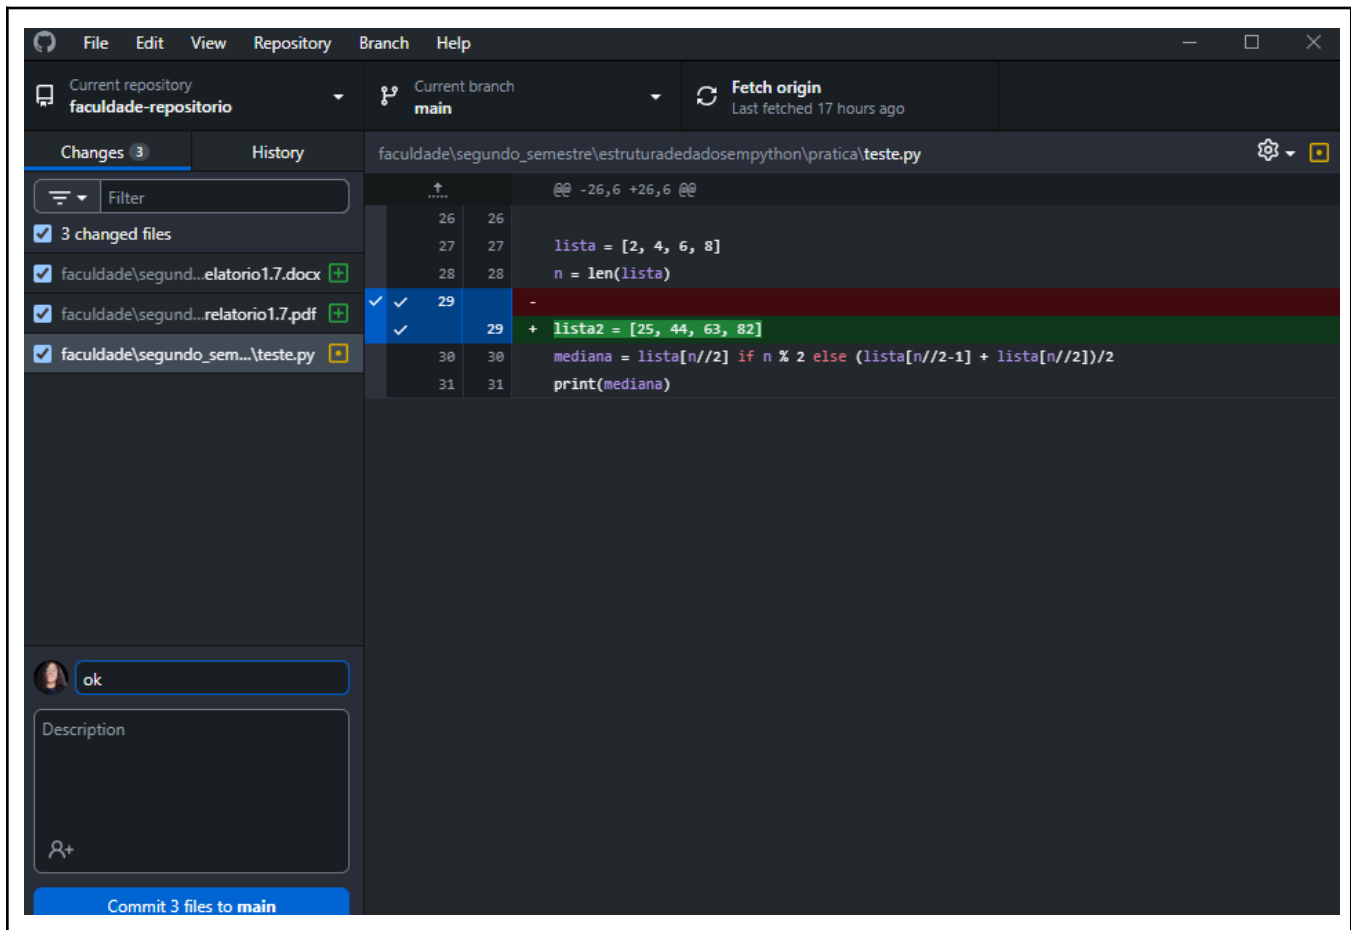 File Edit View Repository Branch Help
Current repository
faculdade-repositorio
Current branch
main
Fetch origin
Last fetched 17 hours ago
Changes 3 History
faculdade\segundo_semestre\estruturadedadosempython\pratica\teste.py
Filter
3 changed files
faculdade\segund...elatorio1.7.docx
faculdade\segund...relatorio1.7.pdf
faculdade\segundo_sem...\teste.py
@@ -26,6 +26,6 @@
26 26
27 27 lista = [2, 4, 6, 8]
28 28 n = len(lista)
29 -
29 + lista2 = [25, 44, 63, 82]
30 30 mediana = lista[n//2] if n % 2 else (lista[n//2-1] + lista[n//2])/2
31 31 print(mediana)
ok
Description
Commit 3 files to main